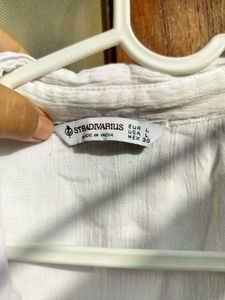 STRADIVARIUS
MADE IN INDIA
EUR L
USA L
MEX 30